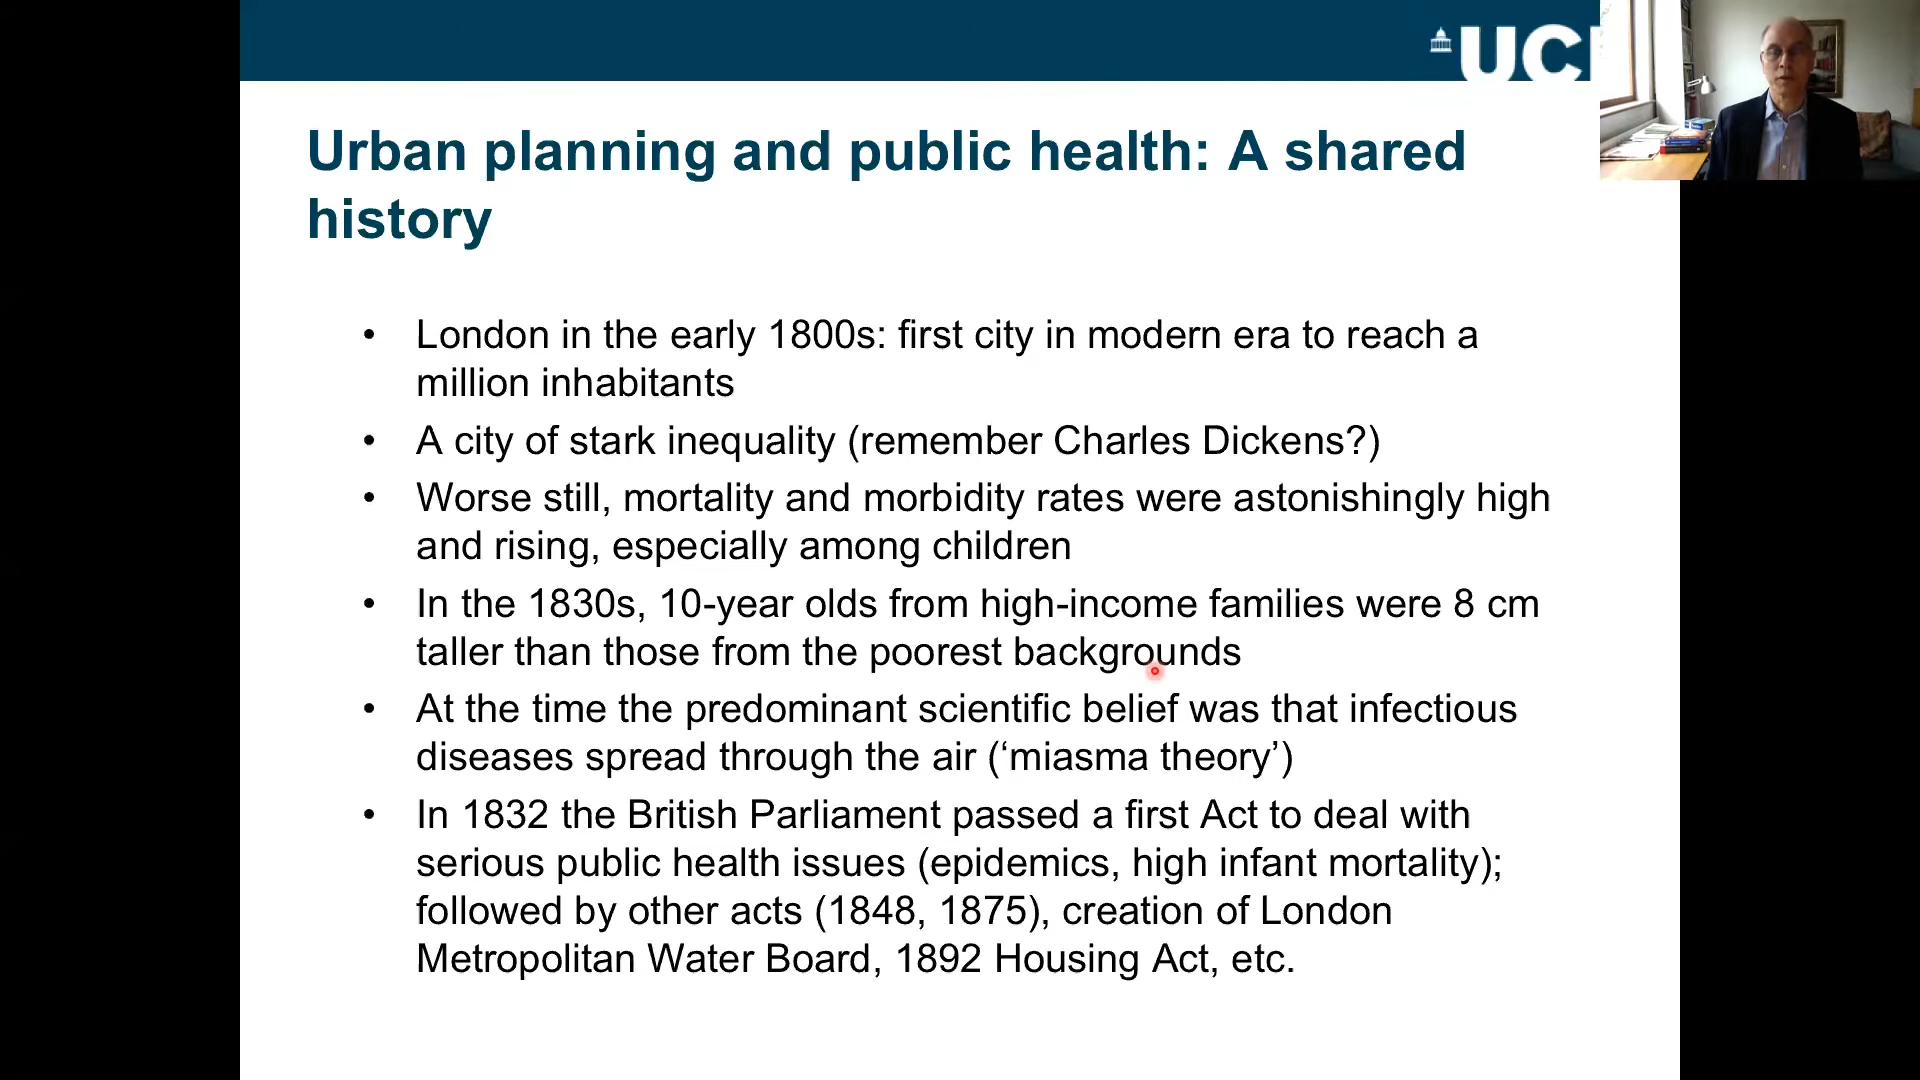 UCL
Urban planning and public health: A shared
history
• London in the early 1800s: first city in modern era to reach a
million inhabitants
• A city of stark inequality (remember Charles Dickens?)
• Worse still, mortality and morbidity rates were astonishingly high
and rising, especially among children
• In the 1830s, 10-year olds from high-income families were 8 cm
taller than those from the poorest backgrounds
• At the time the predominant scientific belief was that infectious
diseases spread through the air (‘miasma theory’)
• In 1832 the British Parliament passed a first Act to deal with
serious public health issues (epidemics, high infant mortality);
followed by other acts (1848, 1875), creation of London
Metropolitan Water Board, 1892 Housing Act, etc.